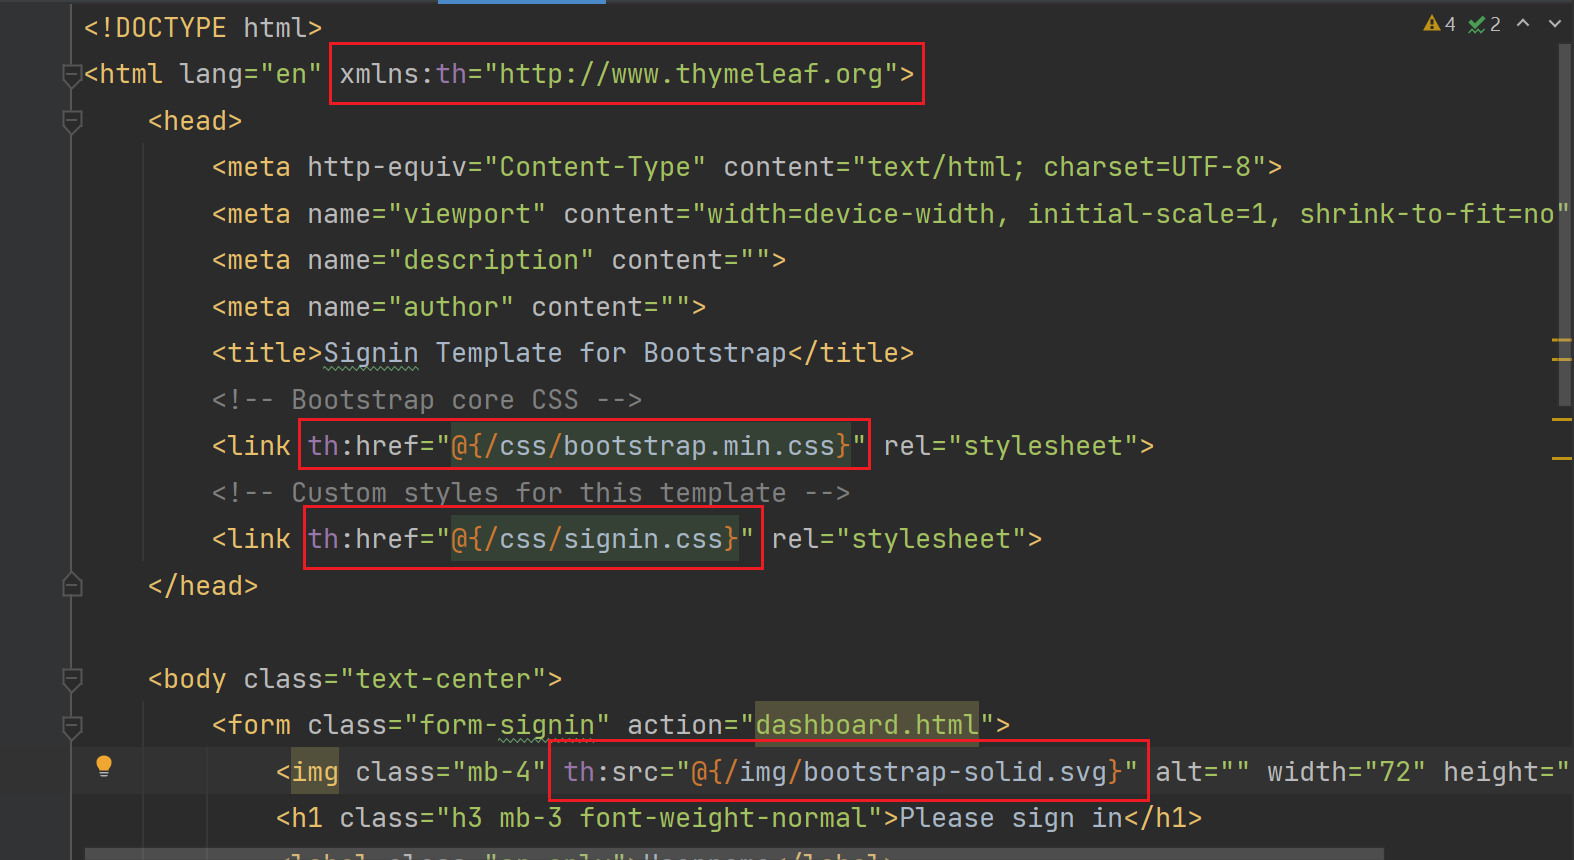 <!DOCTYPE html>
4 2
<html lang="en" xmlns:th="http://www.thymeleaf.org">
<head>
<meta http-equiv="Content-Type" content="text/html; charset=UTF-8">
<meta name="viewport" content="width=device-width, initial-scale=1, shrink-to-fit=no"
<meta name="description" content="">
<meta name="author" content="">
<title>Signin Template for Bootstrap</title>
<!-- Bootstrap core CSS -->
<link th:href="@{/css/bootstrap.min.css}" rel="stylesheet">
<!-- Custom styles for this template -->
<link th:href="@{/css/signin.css}" rel="stylesheet">
</head>
<body class="text-center">
<form class="form-signin" action="dashboard.html">
<img class="mb-4" th:src="@{/img/bootstrap-solid.svg}" alt="" width="72" height="
<h1 class="h3 mb-3 font-weight-normal">Please sign in</h1>